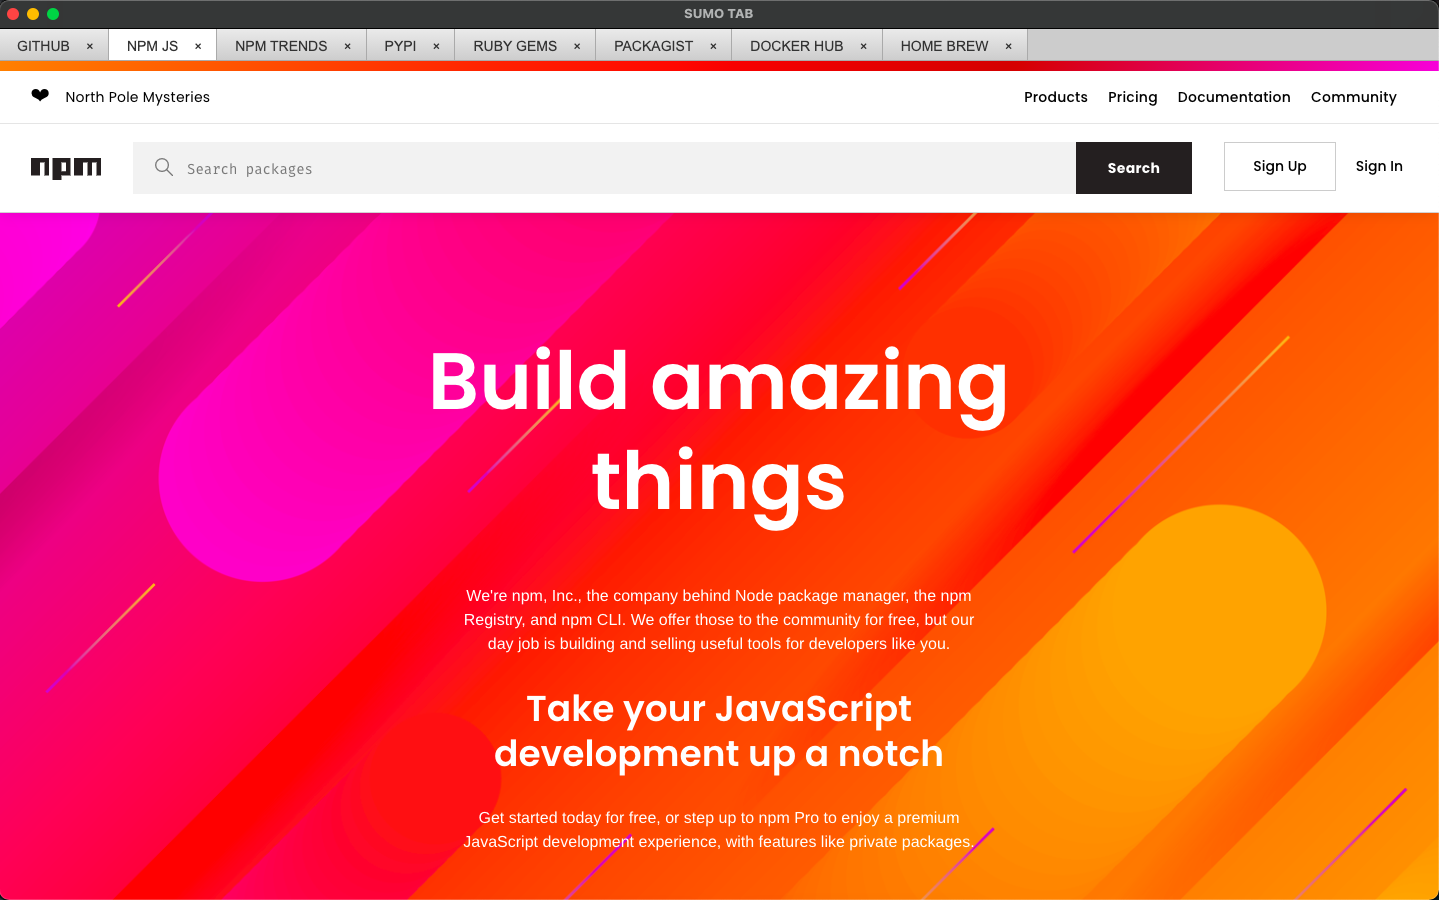 SUMO TAB
GITHUB × NPM JS × NPM TRENDS × PYPI × RUBY GEMS × PACKAGIST × DOCKER HUB × HOME BREW ×
❤ North Pole Mysteries Products Pricing Documentation Community
npm Search packages Search Sign Up Sign In
Build amazing
things
We're npm, Inc., the company behind Node package manager, the npm
Registry, and npm CLI. We offer those to the community for free, but our
day job is building and selling useful tools for developers like you.
Take your JavaScript
development up a notch
Get started today for free, or step up to npm Pro to enjoy a premium
JavaScript development experience, with features like private packages.